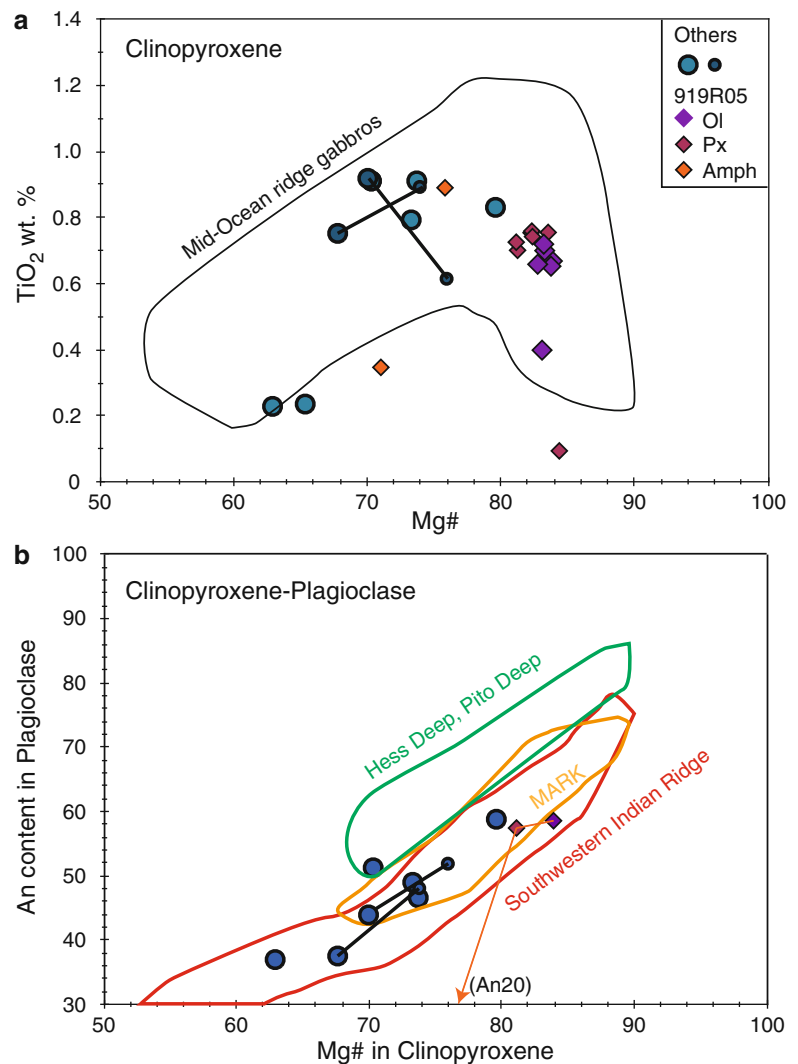 a
Clinopyroxene
Others
919R05
Ol
Px
Amph
Mid-Ocean ridge gabbros
TiO2 wt. %
1.4
1.2
1.0
0.8
0.6
0.4
0.2
0
50 60 70 80 90 100
Mg#
b
Clinopyroxene-Plagioclase
Hess Deep, Pito Deep
MARK
Southwestern Indian Ridge
(An20)
An content in Plagioclase
100
90
80
70
60
50
40
30
50 60 70 80 90 100
Mg# in Clinopyroxene